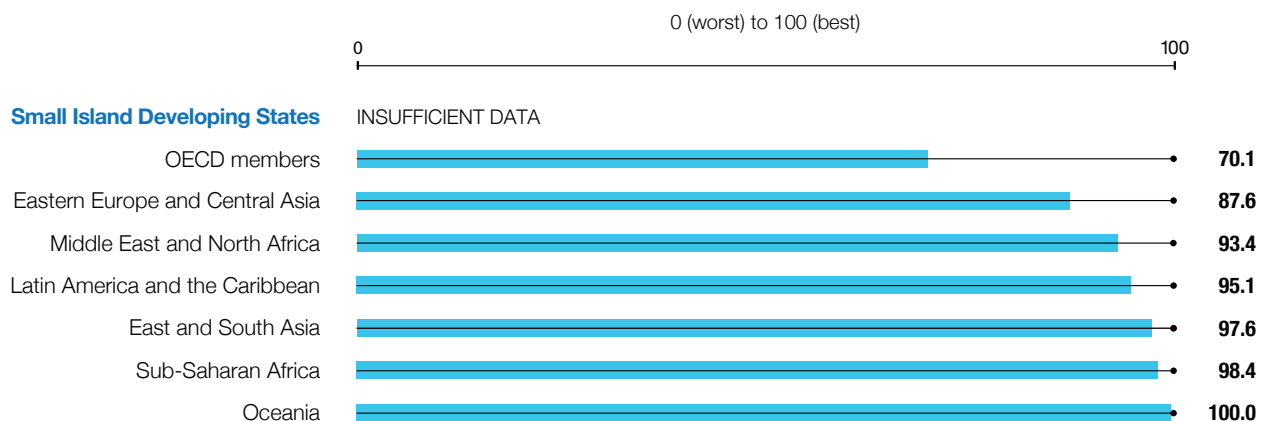 0 (worst) to 100 (best)
0 100
Small Island Developing States INSUFFICIENT DATA
OECD members 70.1
Eastern Europe and Central Asia 87.6
Middle East and North Africa 93.4
Latin America and the Caribbean 95.1
East and South Asia 97.6
Sub-Saharan Africa 98.4
Oceania 100.0